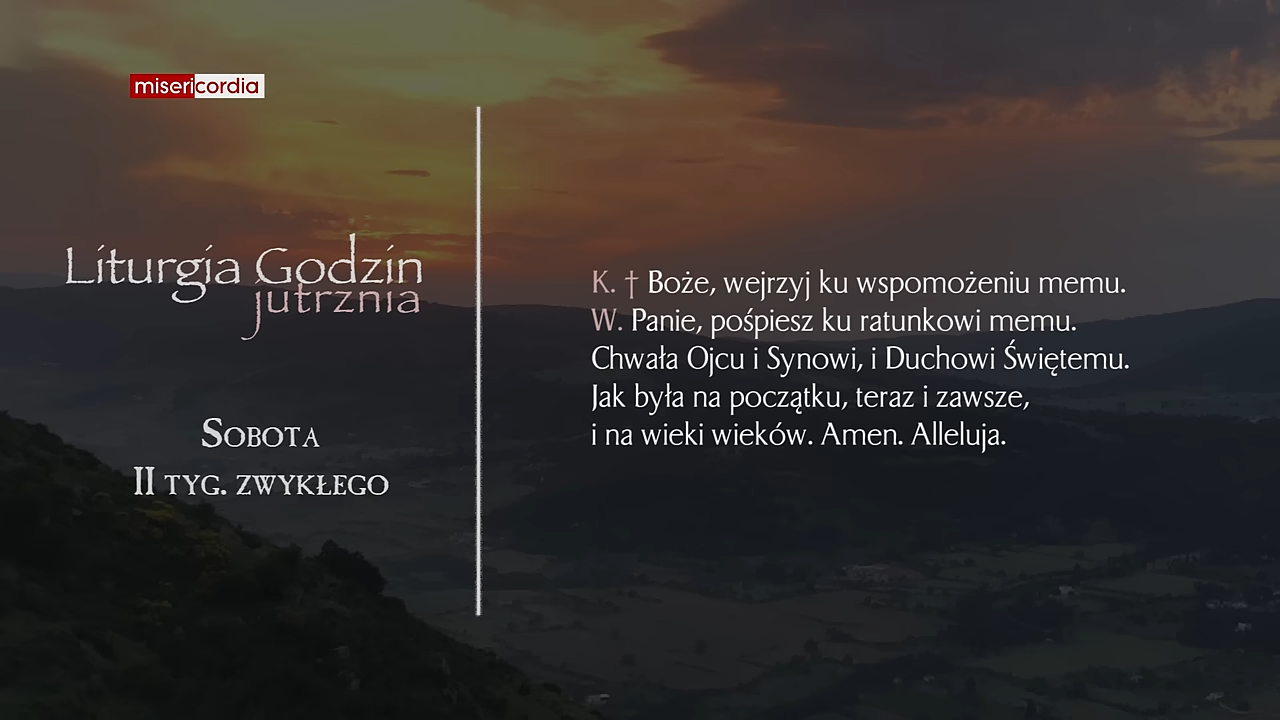 misericordia
Liturgia Godzin
jutrznia
Sobota
II tyg. zwykłego
K. † Boże, wejrzyj ku wspomożeniu memu.
W. Panie, pośpiesz ku ratunkowi memu.
Chwała Ojcu i Synowi, i Duchowi Świętemu.
Jak była na początku, teraz i zawsze,
i na wieki wieków. Amen. Alleluja.